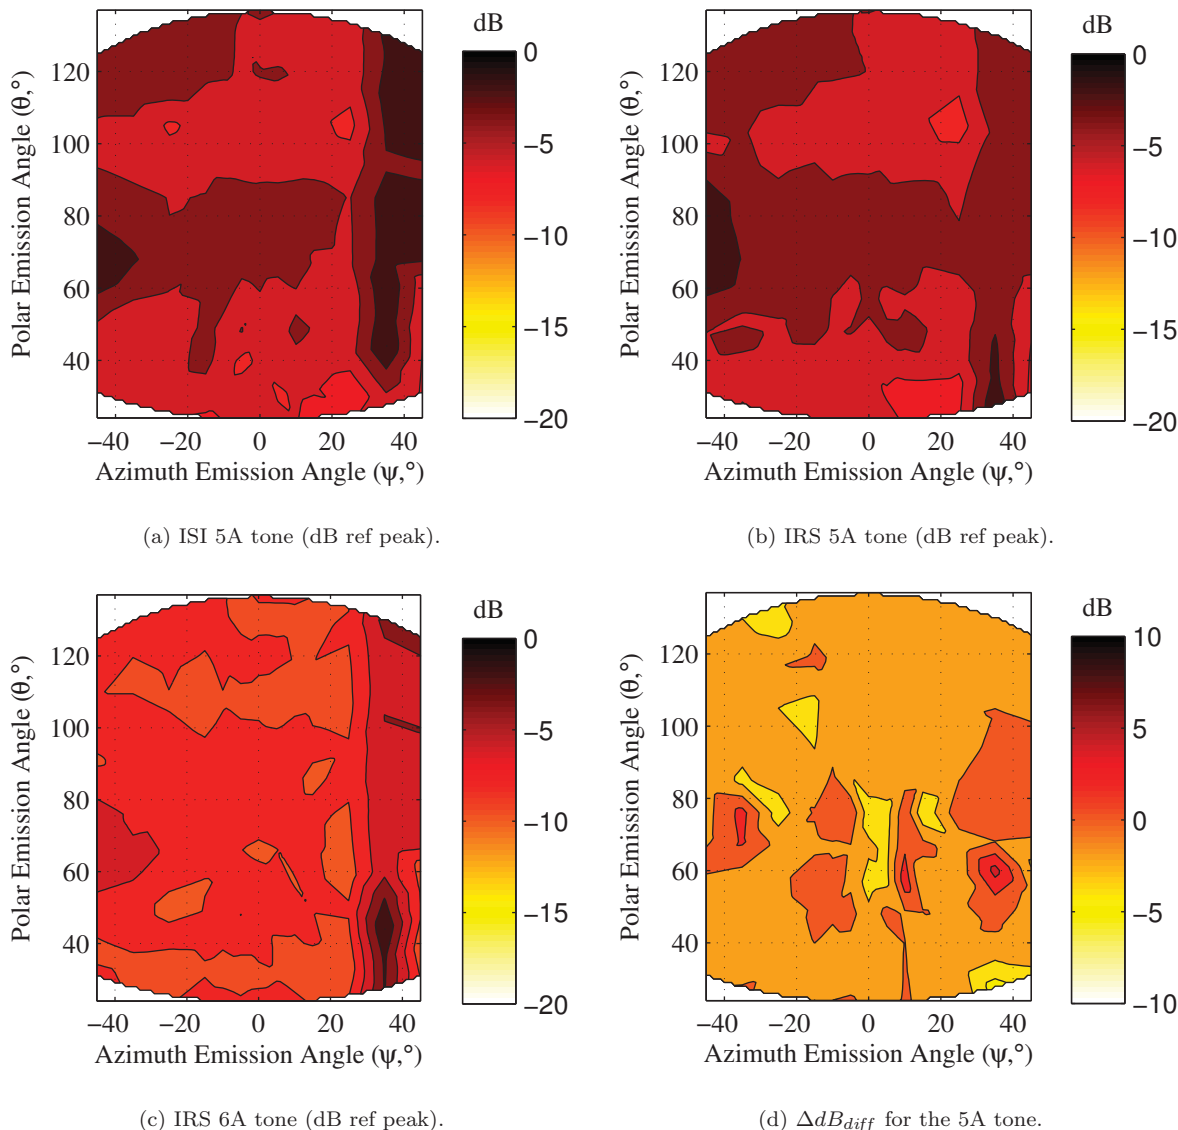 dB
0
−5
−10
−15
−20
120
100
80
60
40
−40 −20 0 20 40
Polar Emission Angle (θ,°)
Azimuth Emission Angle (ψ,°)
(a) ISI 5A tone (dB ref peak).
dB
0
−5
−10
−15
−20
120
100
80
60
40
−40 −20 0 20 40
Polar Emission Angle (θ,°)
Azimuth Emission Angle (ψ,°)
(b) IRS 5A tone (dB ref peak).
dB
0
−5
−10
−15
−20
120
100
80
60
40
−40 −20 0 20 40
Polar Emission Angle (θ,°)
Azimuth Emission Angle (ψ,°)
(c) IRS 6A tone (dB ref peak).
dB
10
5
0
−5
−10
120
100
80
60
40
−40 −20 0 20 40
Polar Emission Angle (θ,°)
Azimuth Emission Angle (ψ,°)
(d) ΔdB_diff for the 5A tone.